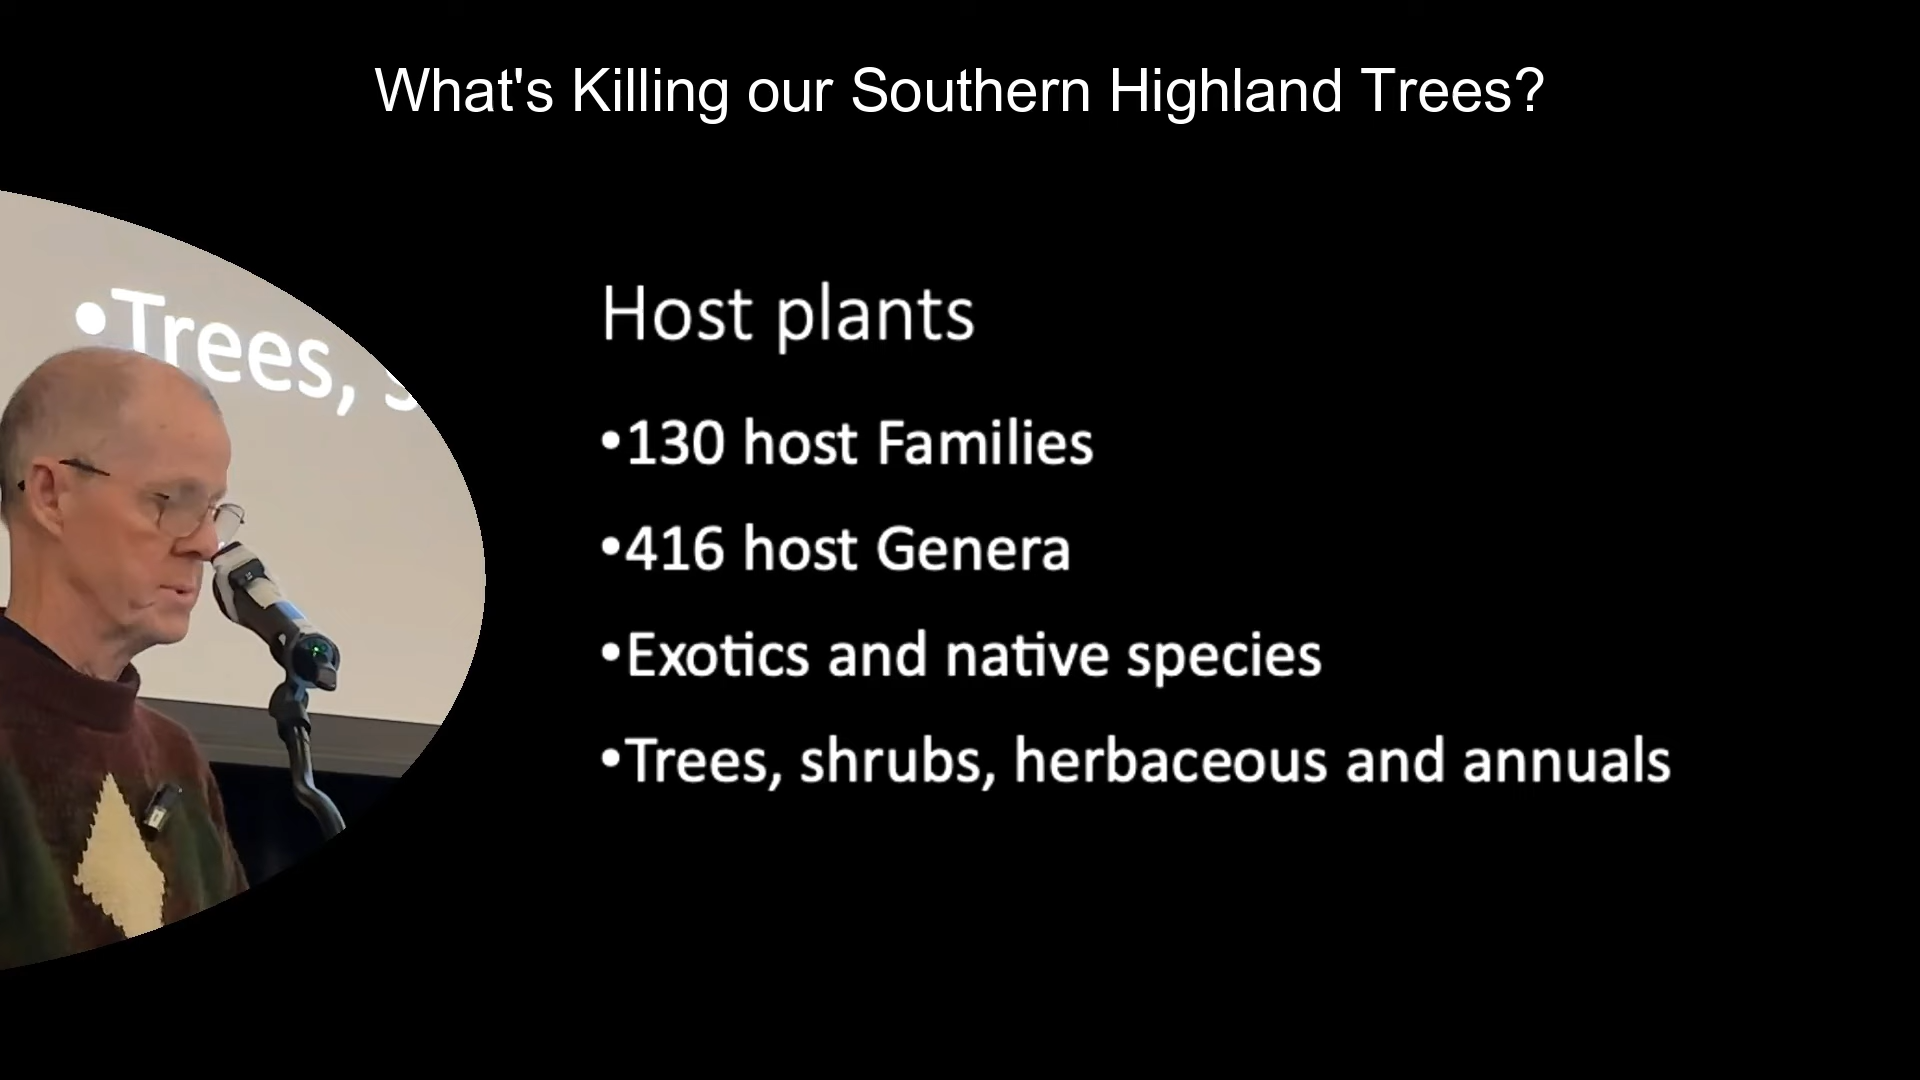 What's Killing our Southern Highland Trees?
•Trees,
Host plants
•130 host Families
•416 host Genera
•Exotics and native species
•Trees, shrubs, herbaceous and annuals